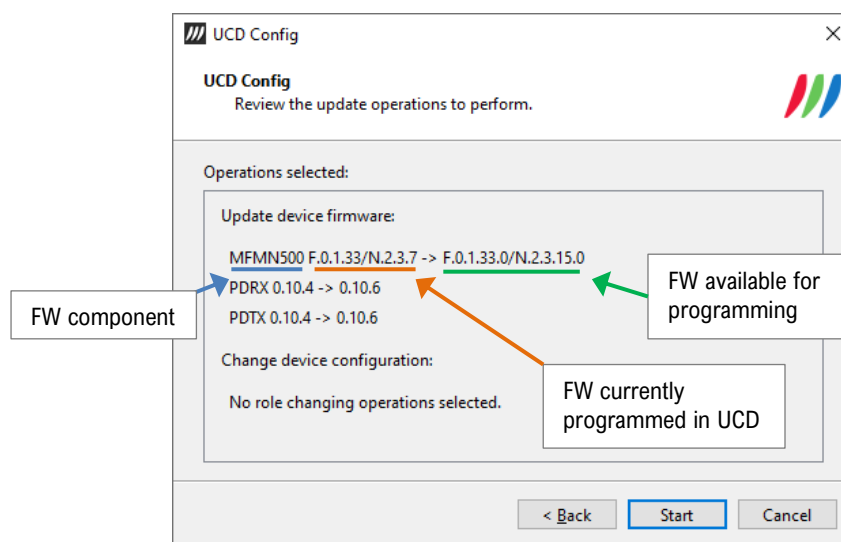 UCD Config
UCD Config
Review the update operations to perform.
Operations selected:
Update device firmware:
MFMN500 F.0.1.33/N.2.3.7 -> F.0.1.33.0/N.2.3.15.0
PDRX 0.10.4 -> 0.10.6
PDTX 0.10.4 -> 0.10.6
Change device configuration:
No role changing operations selected.
FW component
FW available for
programming
FW currently
programmed in UCD
< Back
Start
Cancel